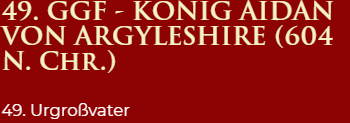 49. GGF - KÖNIG AIDAN
VON ARGYLESHIRE (604
N. CHR.)
49. Urgroßvater